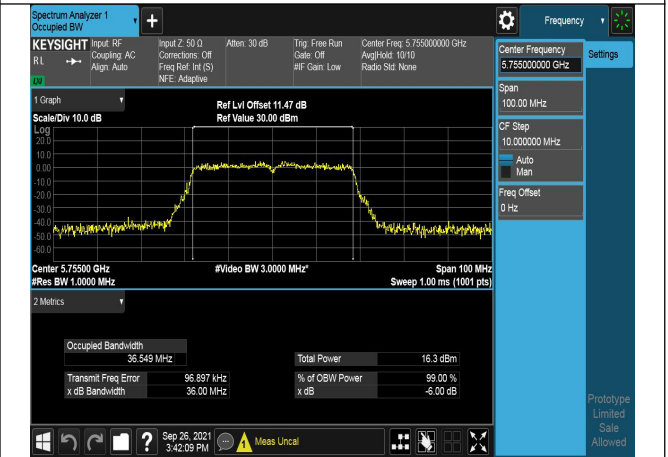 Spectrum Analyzer 1
Occupied BW
+
Frequency
KEYSIGHT
RL
Input: RF
Coupling: AC
Align: Auto
Input Z: 50 Ω
Corrections: Off
Freq Ref: Int (S)
NFE: Adaptive
Atten: 30 dB
Trig: Free Run
Gate: Off
#IF Gain: Low
Center Freq: 5.755000000 GHz
Avg|Hold: 10/10
Radio Std: None
Center Frequency
5.755000000 GHz
Settings
Span
100.00 MHz
CF Step
10.000000 MHz
Auto
Man
Freq Offset
0 Hz
1 Graph
Scale/Div 10.0 dB
Ref Lvl Offset 11.47 dB
Ref Value 30.00 dBm
Log
20.0
10.0
0.00
-10.0
-20.0
-30.0
-40.0
-50.0
-60.0
Center 5.75500 GHz
#Res BW 1.0000 MHz
#Video BW 3.0000 MHz*
Span 100 MHz
Sweep 1.00 ms (1001 pts)
2 Metrics
Occupied Bandwidth
36.549 MHz
Total Power 16.3 dBm
Transmit Freq Error 96.897 kHz
% of OBW Power 99.00 %
x dB Bandwidth 36.00 MHz
x dB -6.00 dB
Prototype
Limited
Sale
Allowed
?
Sep 26, 2021
3:42:09 PM
Meas Uncal